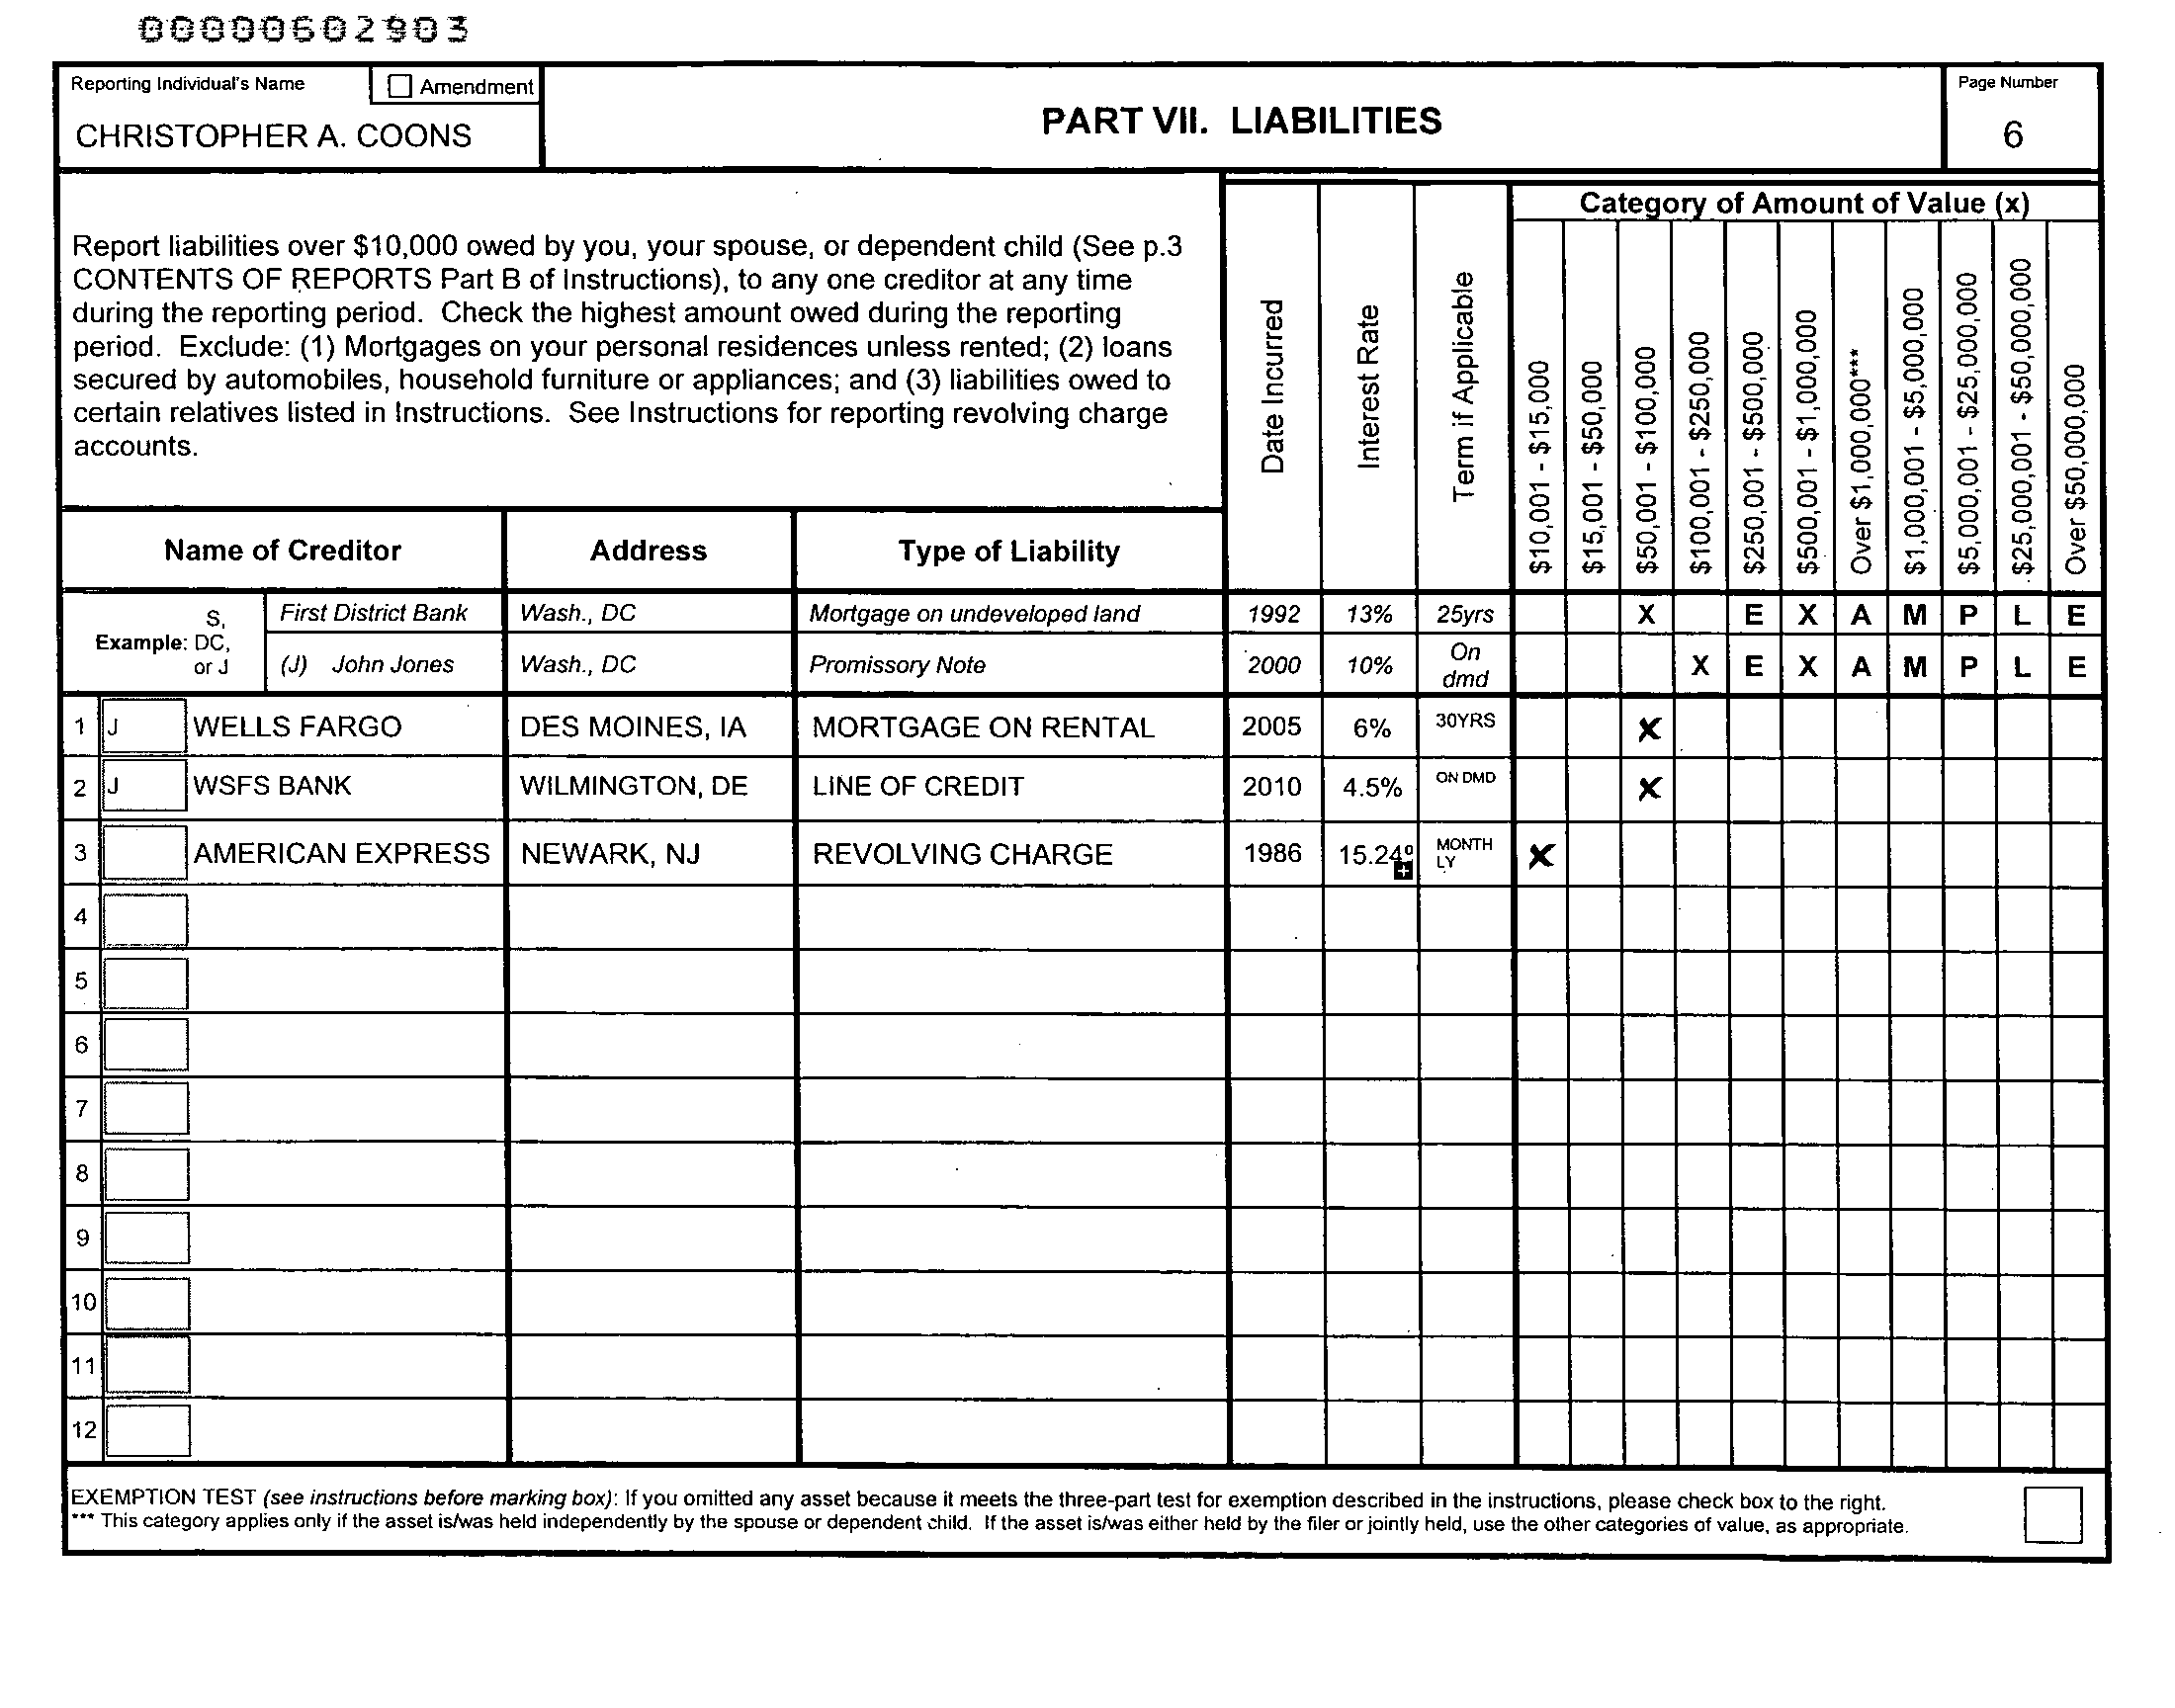 00000602903
Reporting Individual's Name
Amendment
CHRISTOPHER A. COONS
PART VII. LIABILITIES
Page Number
6
Report liabilities over $10,000 owed by you, your spouse, or dependent child (See p.3
CONTENTS OF REPORTS Part B of Instructions), to any one creditor at any time
during the reporting period. Check the highest amount owed during the reporting
period. Exclude: (1) Mortgages on your personal residences unless rented; (2) loans
secured by automobiles, household furniture or appliances; and (3) liabilities owed to
certain relatives listed in Instructions. See Instructions for reporting revolving charge
accounts.
Date Incurred
Interest Rate
Term if Applicable
Category of Amount of Value (x)
$10,001 - $15,000
$15,001 - $50,000
$50,001 - $100,000
$100,001 - $250,000
$250,001 - $500,000
$500,001 - $1,000,000
Over $1,000,000***
$1,000,001 - $5,000,000
$5,000,001 - $25,000,000
$25,000,001 - $50,000,000
Over $50,000,000
Name of Creditor Address Type of Liability
Example: S, DC, or J
First District Bank Wash., DC Mortgage on undeveloped land 1992 13% 25yrs X E X A M P L E
(J) John Jones Wash., DC Promissory Note 2000 10% On dmd X E X A M P L E
1 J WELLS FARGO DES MOINES, IA MORTGAGE ON RENTAL 2005 6% 30YRS X
2 J WSFS BANK WILMINGTON, DE LINE OF CREDIT 2010 4.5% ON DMD X
3 AMERICAN EXPRESS NEWARK, NJ REVOLVING CHARGE 1986 15.24 MONTH LY X
4
5
6
7
8
9
10
11
12
EXEMPTION TEST (see instructions before marking box): If you omitted any asset because it meets the three-part test for exemption described in the instructions, please check box to the right.
*** This category applies only if the asset is/was held independently by the spouse or dependent child. If the asset is/was either held by the filer or jointly held, use the other categories of value, as appropriate.